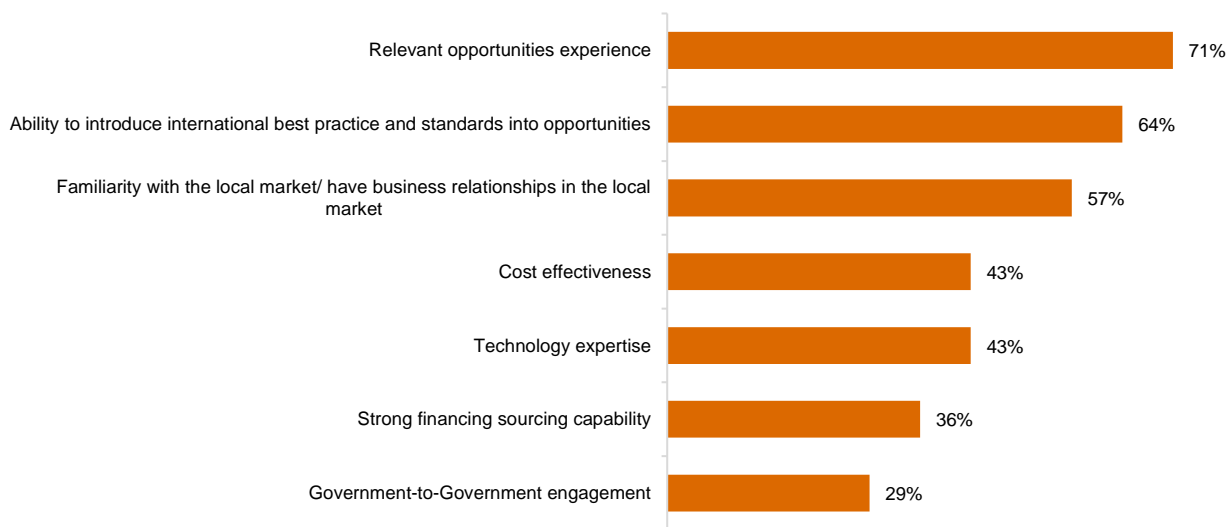 Relevant opportunities experience
71%
Ability to introduce international best practice and standards into opportunities
64%
Familiarity with the local market/ have business relationships in the local
market
57%
Cost effectiveness
43%
Technology expertise
43%
Strong financing sourcing capability
36%
Government-to-Government engagement
29%